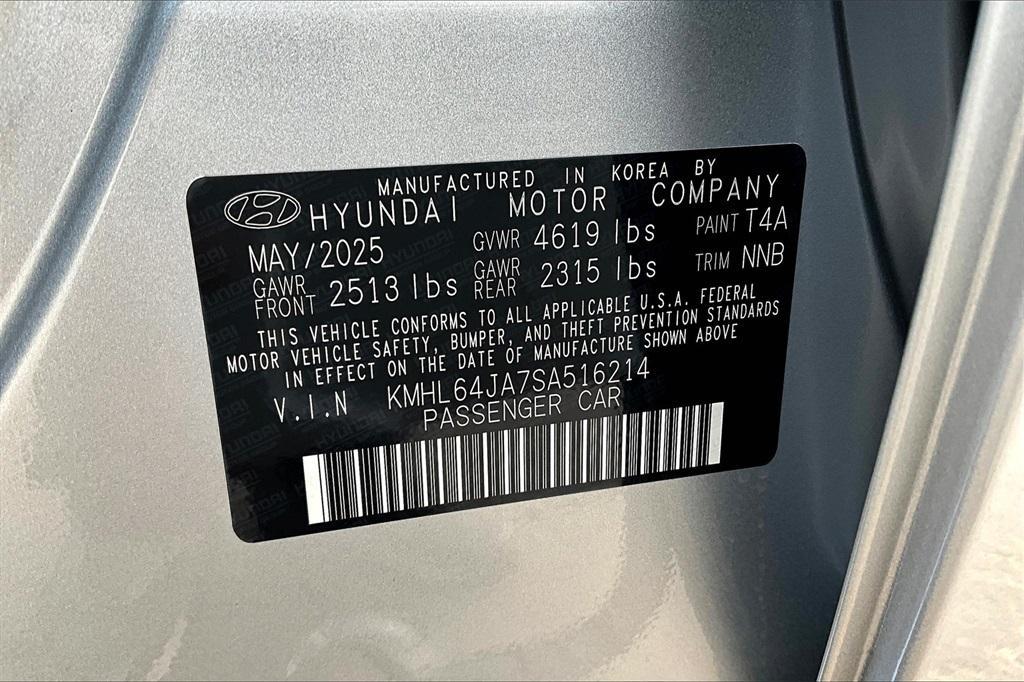 MANUFACTURED IN KOREA BY
HYUNDAI MOTOR COMPANY
MAY/2025 GVWR 4619 lbs PAINT T4A
GAWR FRONT 2513 lbs GAWR REAR 2315 lbs TRIM NNB
THIS VEHICLE CONFORMS TO ALL APPLICABLE U.S.A. FEDERAL
MOTOR VEHICLE SAFETY, BUMPER, AND THEFT PREVENTION STANDARDS
IN EFFECT ON THE DATE OF MANUFACTURE SHOWN ABOVE
V.I.N KMHL64JA7SA516214
PASSENGER CAR